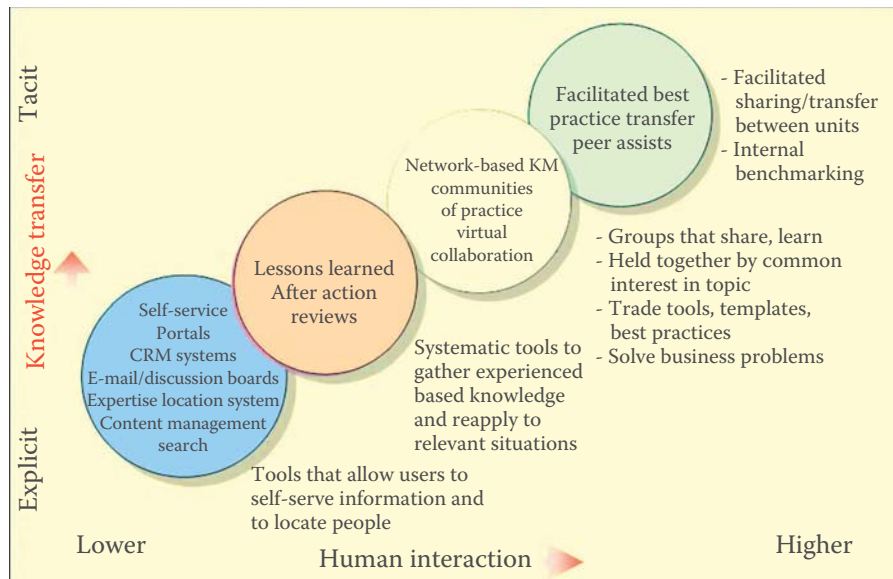 Tacit
Knowledge transfer
Explicit
Facilitated best
practice transfer
peer assists
- Facilitated
sharing/transfer
between units
- Internal
benchmarking
Network-based KM
communities
of practice
virtual
collaboration
- Groups that share, learn
- Held together by common
interest in topic
- Trade tools, templates,
best practices
- Solve business problems
Lessons learned
After action
reviews
Systematic tools to
gather experienced
based knowledge
and reapply to
relevant situations
Self-service
Portals
CRM systems
E-mail/discussion boards
Expertise location system
Content management
search
Tools that allow users to
self-serve information and
to locate people
Lower
Human interaction
Higher